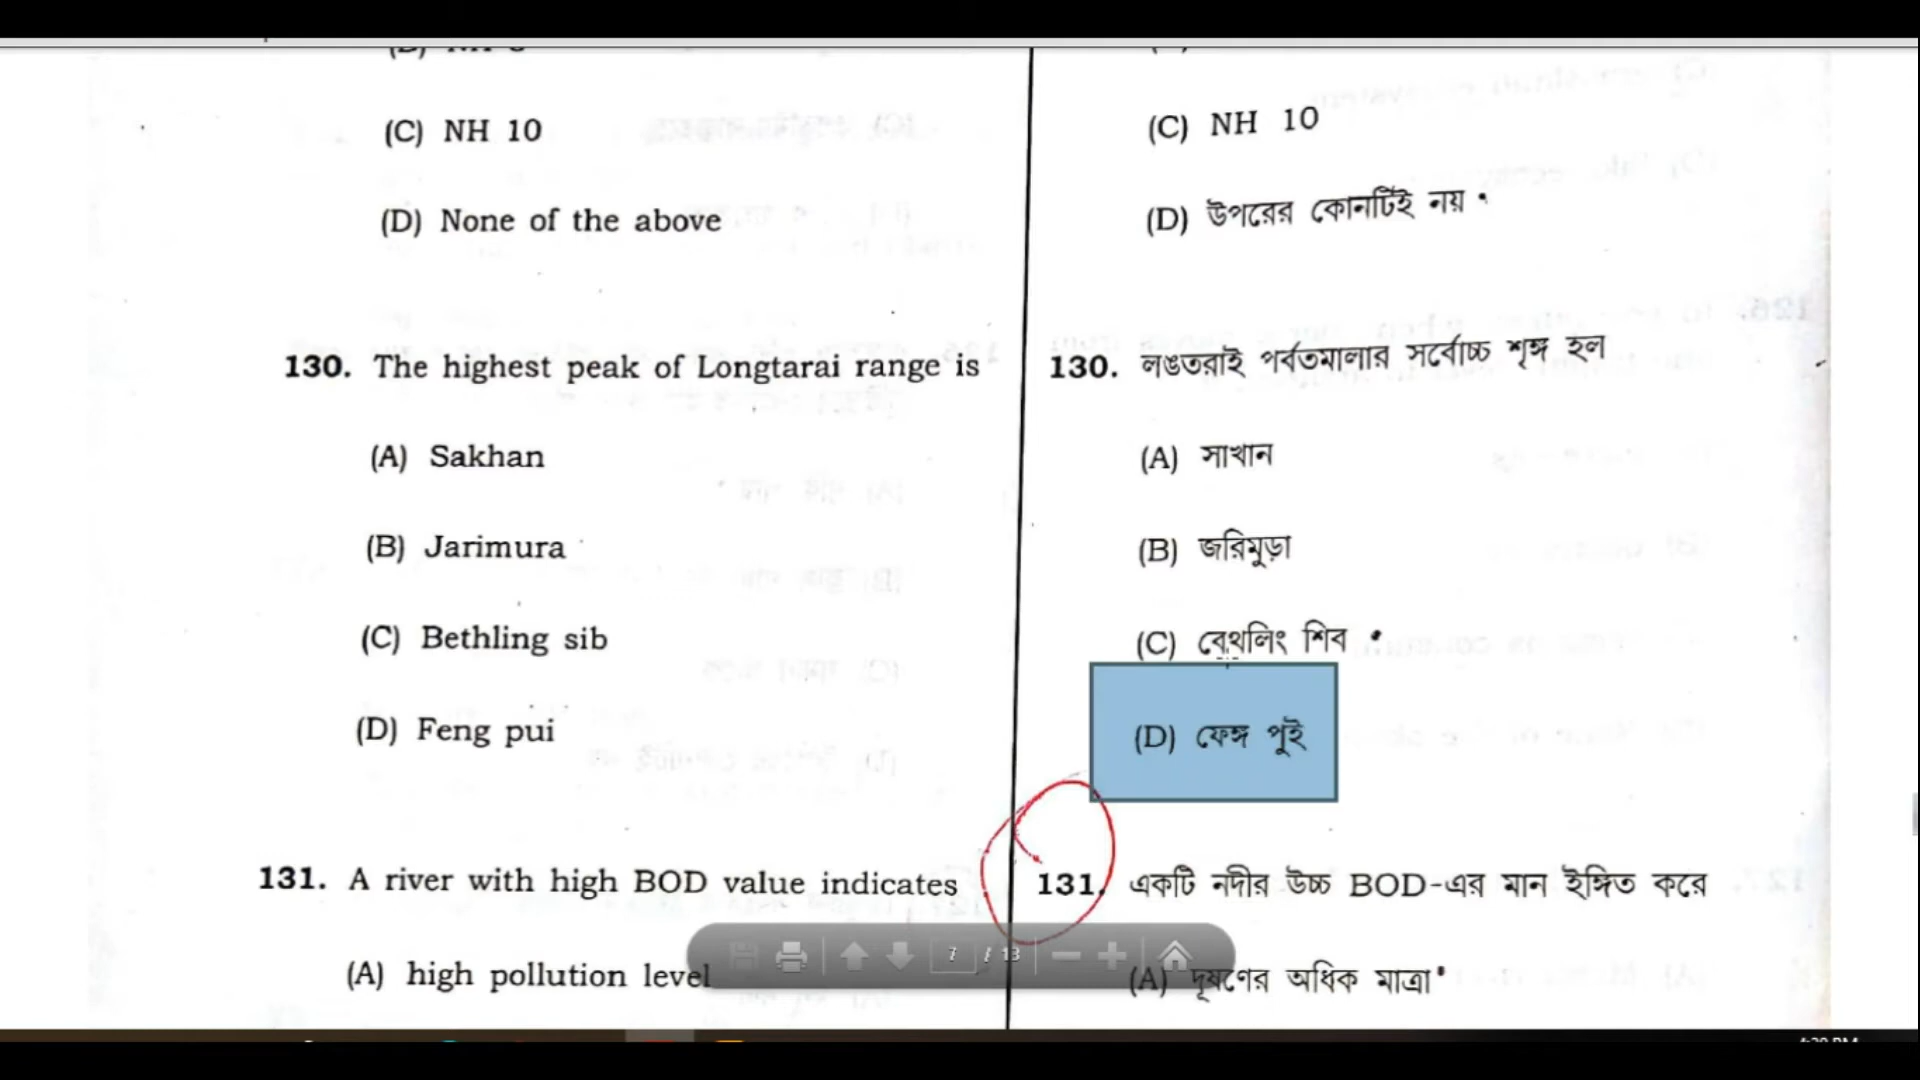 (C) NH 10
(D) None of the above
130. The highest peak of Longtarai range is
(A) Sakhan
(B) Jarimura
(C) Bethling sib
(D) Feng pui
131. A river with high BOD value indicates
(A) high pollution level
(C) NH 10
(D) উপরের কোনটিই নয়
130. লঙতরাই পর্বতমালার সর্বোচ্চ শৃঙ্গ হল
(A) সাখান
(B) জরিমুড়া
(C) বেথলিং শিব
(D) ফেঙ্গ পুই
131. একটি নদীর উচ্চ BOD-এর মান ইঙ্গিত করে
(A) দূষণের অধিক মাত্রা
7 / 13